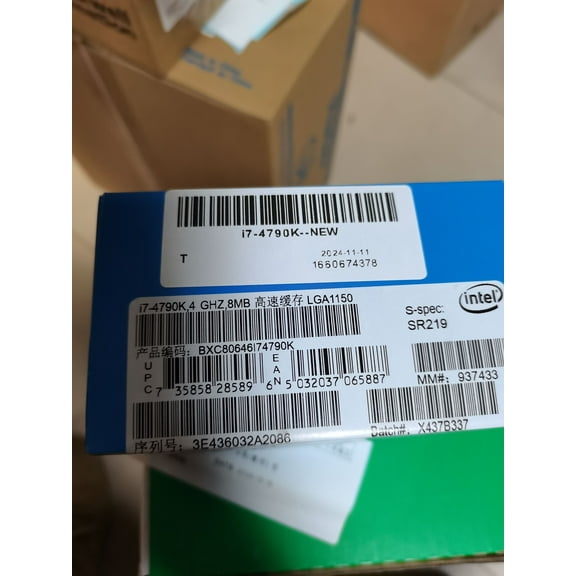 i7-4790K--NEW
T
2024-11-11
1660674378
i7-4790K,4 GHZ,8MB 高速缓存 LGA1150
S-spec:
SR219
intel
产品编码: BXC80646I74790K
UPC
7 35858 28589 6
EAN
5 032037 065887
MM#: 937433
序列号: 3E436032A2086
Batch#: X437B337